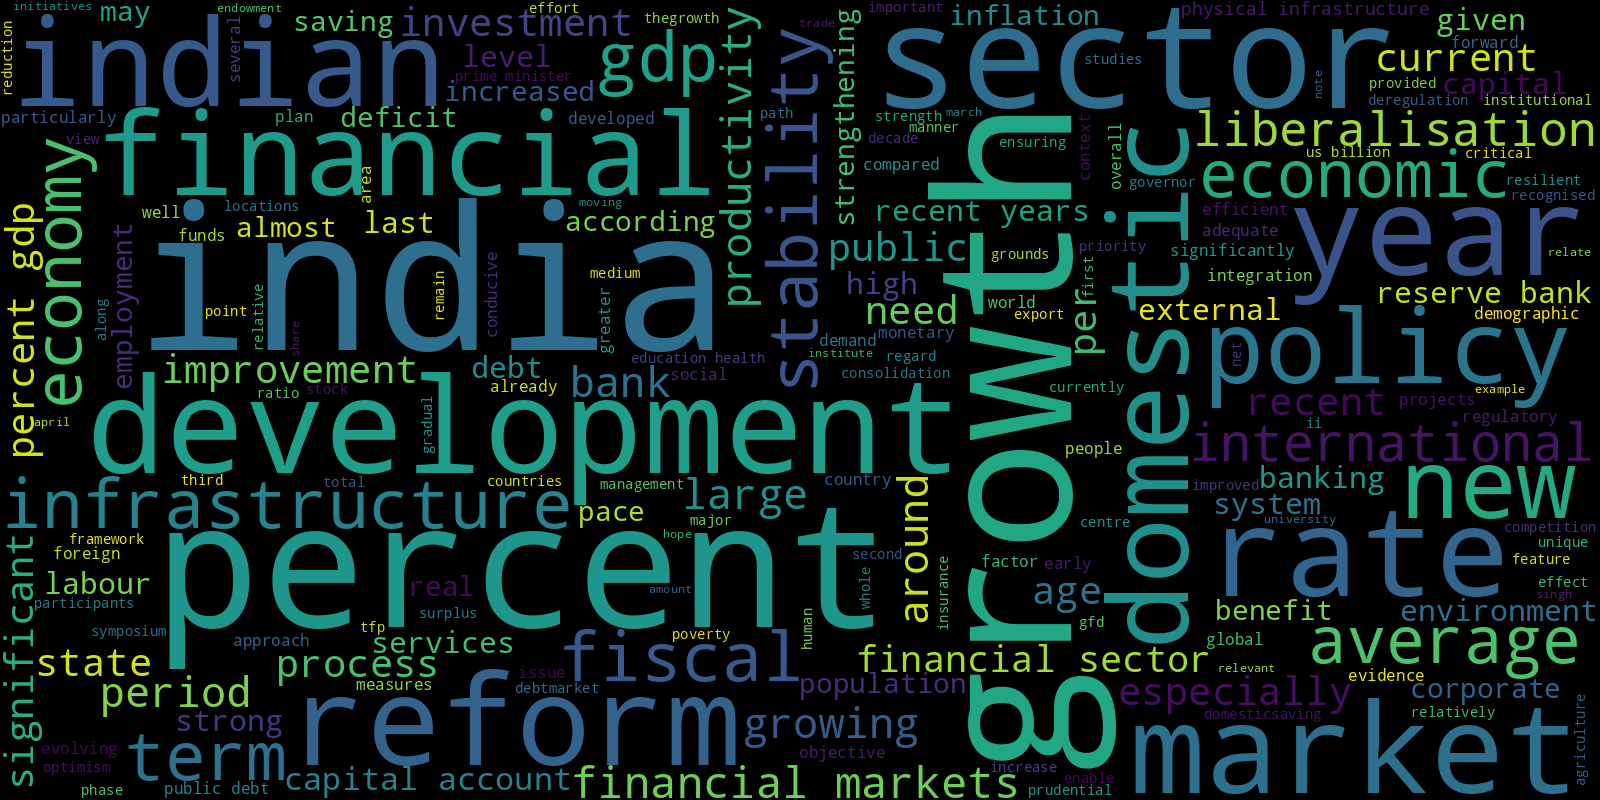 initiatives
may
endowment
saving
investment
effort
thegrowth
important
inflation
physical infrastructure
given
reduction
indian
several
level
gdp
productivity
trade
sector
forward
current
prime minister
increased
studies
note
provided
capital
deregulation
institutional
particularly
plan
deficit
developed
path
strengthening
strength
march
manner
decade
ensuring
context
overall
liberalisation
view
financial
stability
compared
us billion
critical
economy
area
governor
economic
resilient
recognised
percent gdp
well
locations
moving
almost
last
according
recent years
efficient
year
funds
public
adequate
employment
india
grounds
priority
significantly
relate
conducive
medium
high
first
integration
reserve bank
along
point
relative
remain
greater
need
world
export
per
external
demographic
share
demand
monetary
growth
domestic
policy
improvement
debt
education health
institute
regard
net
ratio
stock
already
bank
social
consolidation
currently
example
april
development
gradual
recent
projects
ii
regulatory
people
international
third
total
countries
management
country
improved
banking
new
infrastructure
large
around
system
pace
major
centre
university
competition
significant
framework
hope
unique
foreign
percent
second
factor
early
rate
feature
labour
real
amount
whole
insurance
age
effect
singh
participants
surplus
benefit
environment
symposium
approach
tfp
services
poverty
human
gfd
global
average
state
process
fiscal
financial sector
relevant
evidence
period
measures
issue
debtmarket
population
especially
corporate
strong
reform
growing
domesticsaving
relatively
agriculture
evolving
term
objective
market
optimism
capital account
financial markets
increase
enable
phase
public debt
prudential